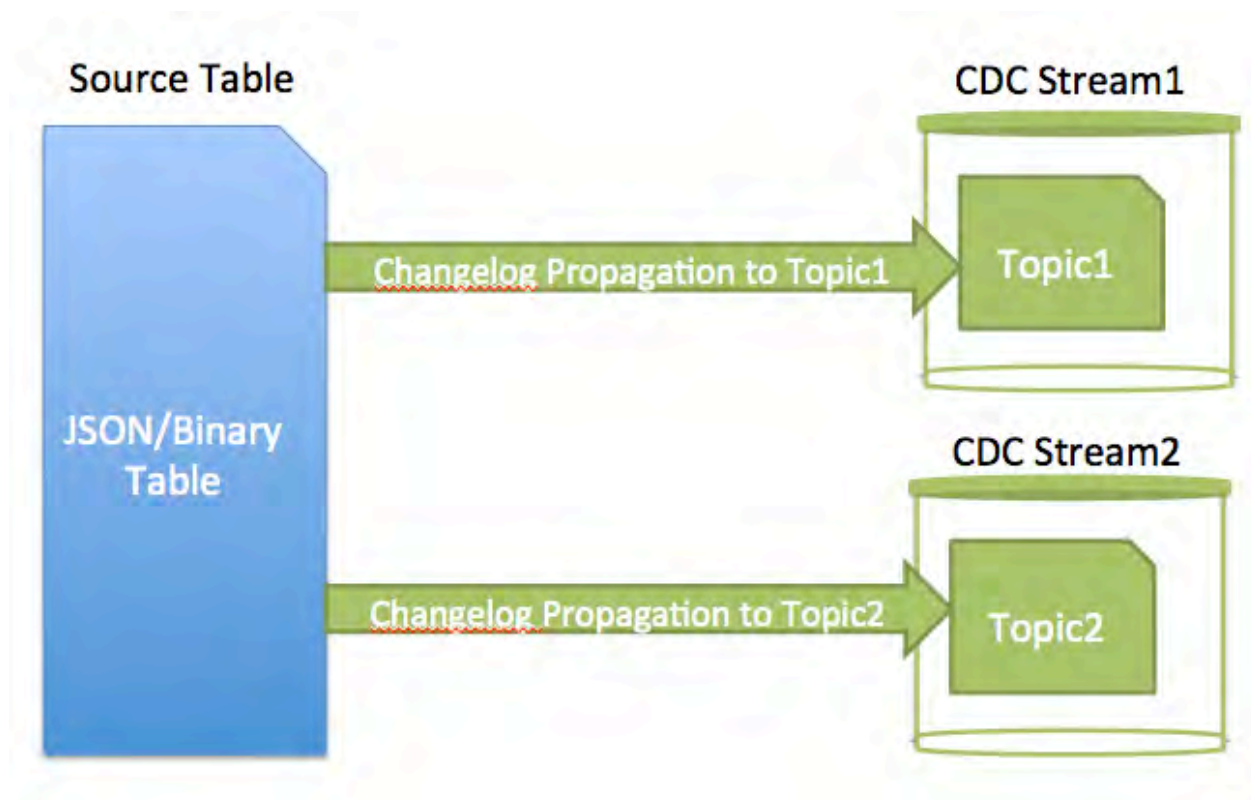 Source Table
CDC Stream1
Changelog Propagation to Topic1
Topic1
JSON/Binary
Table
CDC Stream2
Changelog Propagation to Topic2
Topic2